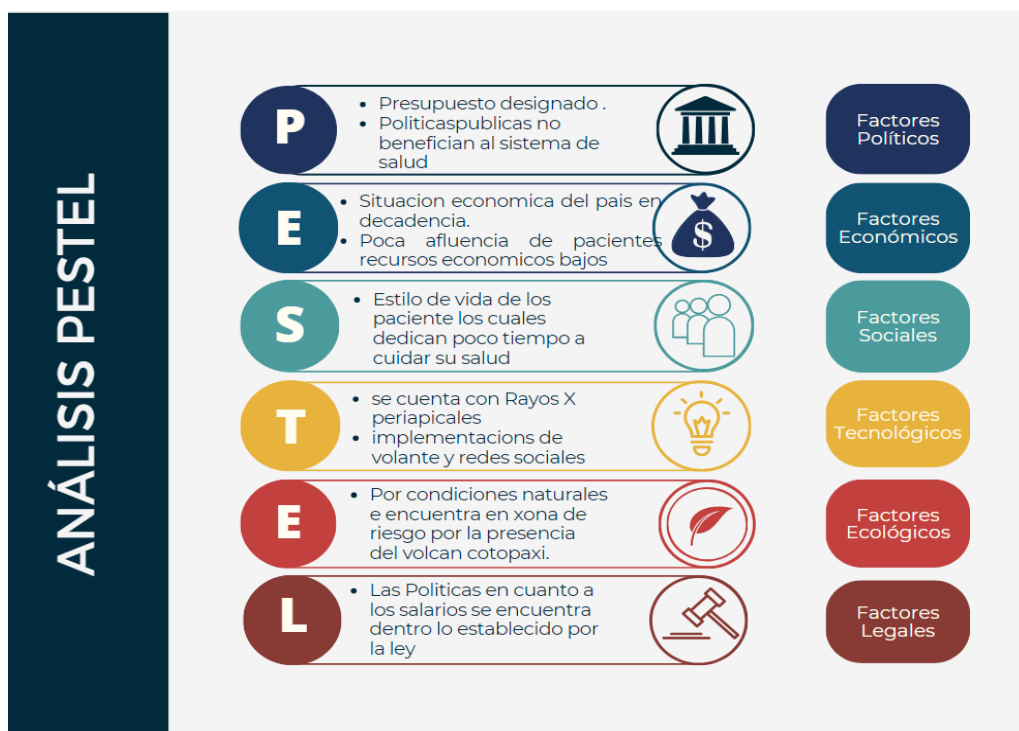 ANÁLISIS PESTEL
P
• Presupuesto designado .
• Politicaspublicas no
benefician al sistema de
salud
Factores
Políticos
E
• Situacion economica del pais en
decadencia.
• Poca afluencia de pacientes
recursos economicos bajos
$
Factores
Económicos
S
• Estilo de vida de los
paciente los cuales
dedican poco tiempo a
cuidar su salud
Factores
Sociales
T
• se cuenta con Rayos X
periapicales
• implementacions de
volante y redes sociales
Factores
Tecnológicos
E
• Por condiciones naturales
e encuentra en xona de
riesgo por la presencia
del volcan cotopaxi.
Factores
Ecológicos
L
• Las Politicas en cuanto a
los salarios se encuentra
dentro lo establecido por
la ley
Factores
Legales